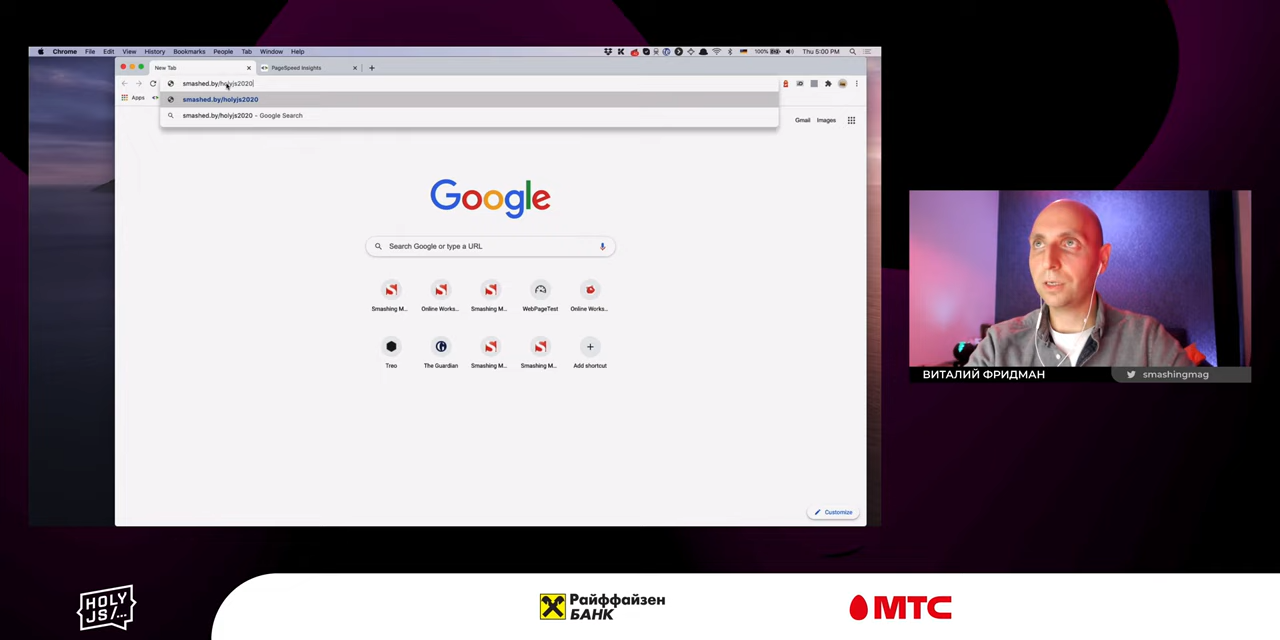 Chrome File Edit View History Bookmarks People Tab Window Help
100% Thu 5:00 PM
New Tab
PageSpeed Insights
smashed.by/holyjs2020
Apps
smashed.by/holyjs2020
smashed.by/holyjs2020 – Google Search
Gmail Images
Google
Search Google or type a URL
Smashing M... Online Works... Smashing M... WebPageTest Online Works...
Treo The Guardian Smashing M... Smashing M... Add shortcut
Customize
ВИТАЛИЙ ФРИДМАН
smashingmag
HOLY
JS/...
Райффайзен
БАНК
МТС